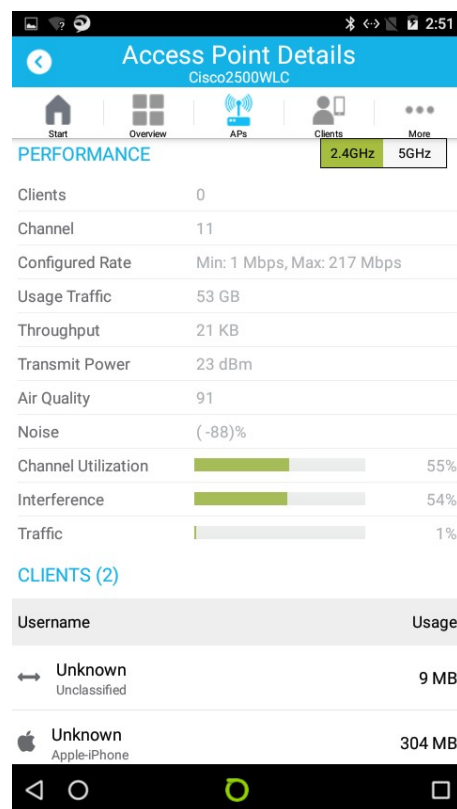 2:51
Access Point Details
Cisco2500WLC
Start Overview APs Clients More
PERFORMANCE 2.4GHz 5GHz
Clients 0
Channel 11
Configured Rate Min: 1 Mbps, Max: 217 Mbps
Usage Traffic 53 GB
Throughput 21 KB
Transmit Power 23 dBm
Air Quality 91
Noise ( -88)%
Channel Utilization 55%
Interference 54%
Traffic 1%
CLIENTS (2)
Username Usage
Unknown 9 MB
Unclassified
Unknown 304 MB
Apple-iPhone